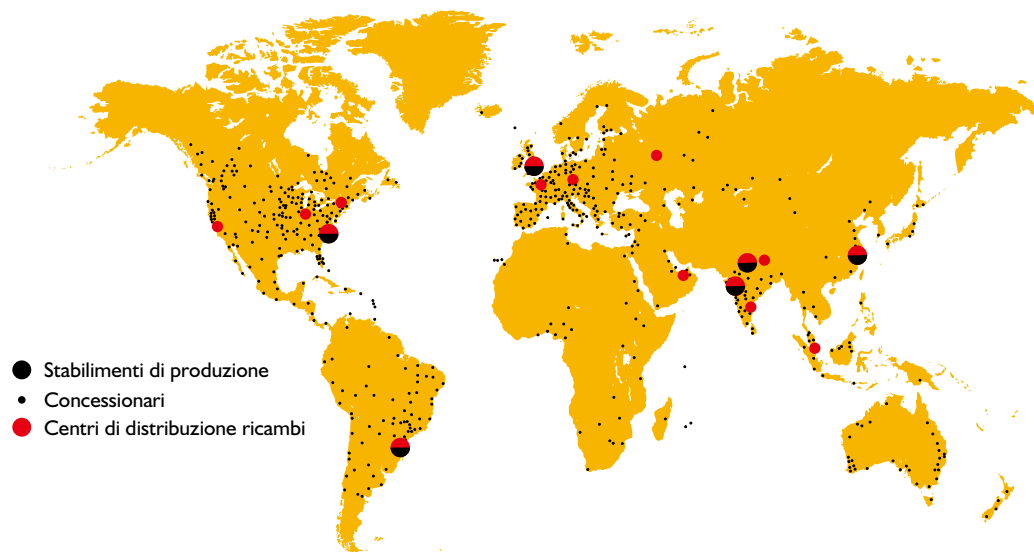 Stabilimenti di produzione
Concessionari
Centri di distribuzione ricambi